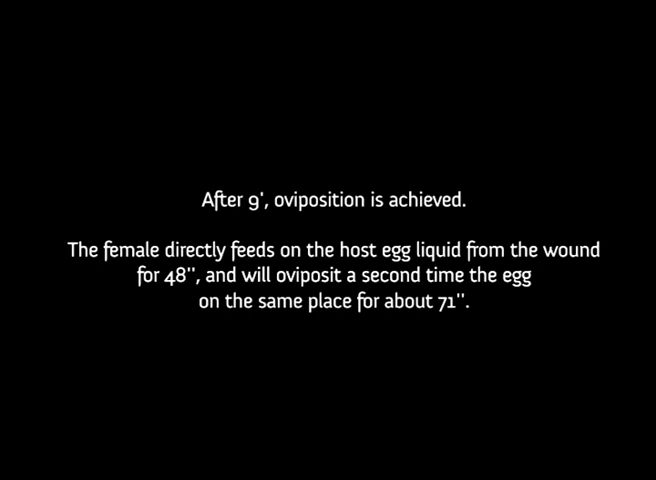 After 9', oviposition is achieved.
The female directly feeds on the host egg liquid from the wound
for 48'', and will oviposit a second time the egg
on the same place for about 71''.